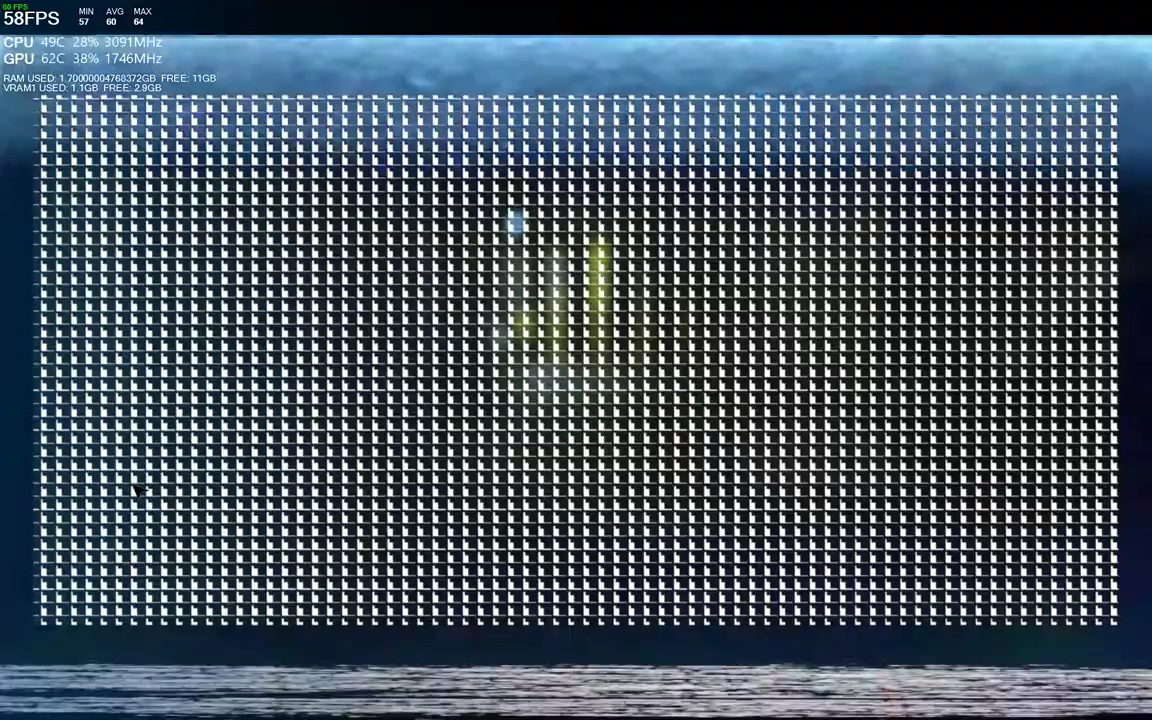 60 FPS
58FPS MIN AVG MAX
57 60 64
CPU 49C 28% 3091MHz
GPU 62C 38% 1746MHz
RAM USED: 1.70000004768372GB FREE: 11GB
VRAM1 USED: 1.1GB FREE: 2.9GB